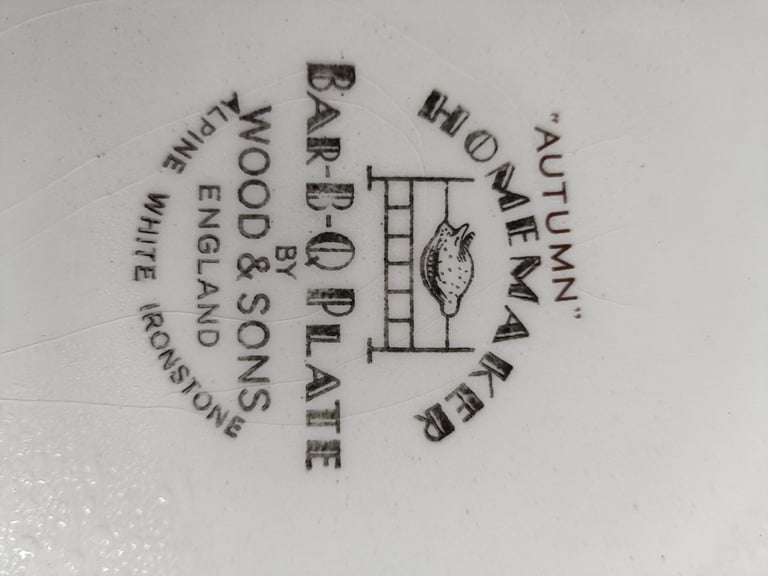 "AUTUMN"
HOMEMAKER
BAR-B-Q PLATE
BY
WOOD & SONS
ENGLAND
ALPINE WHITE IRONSTONE